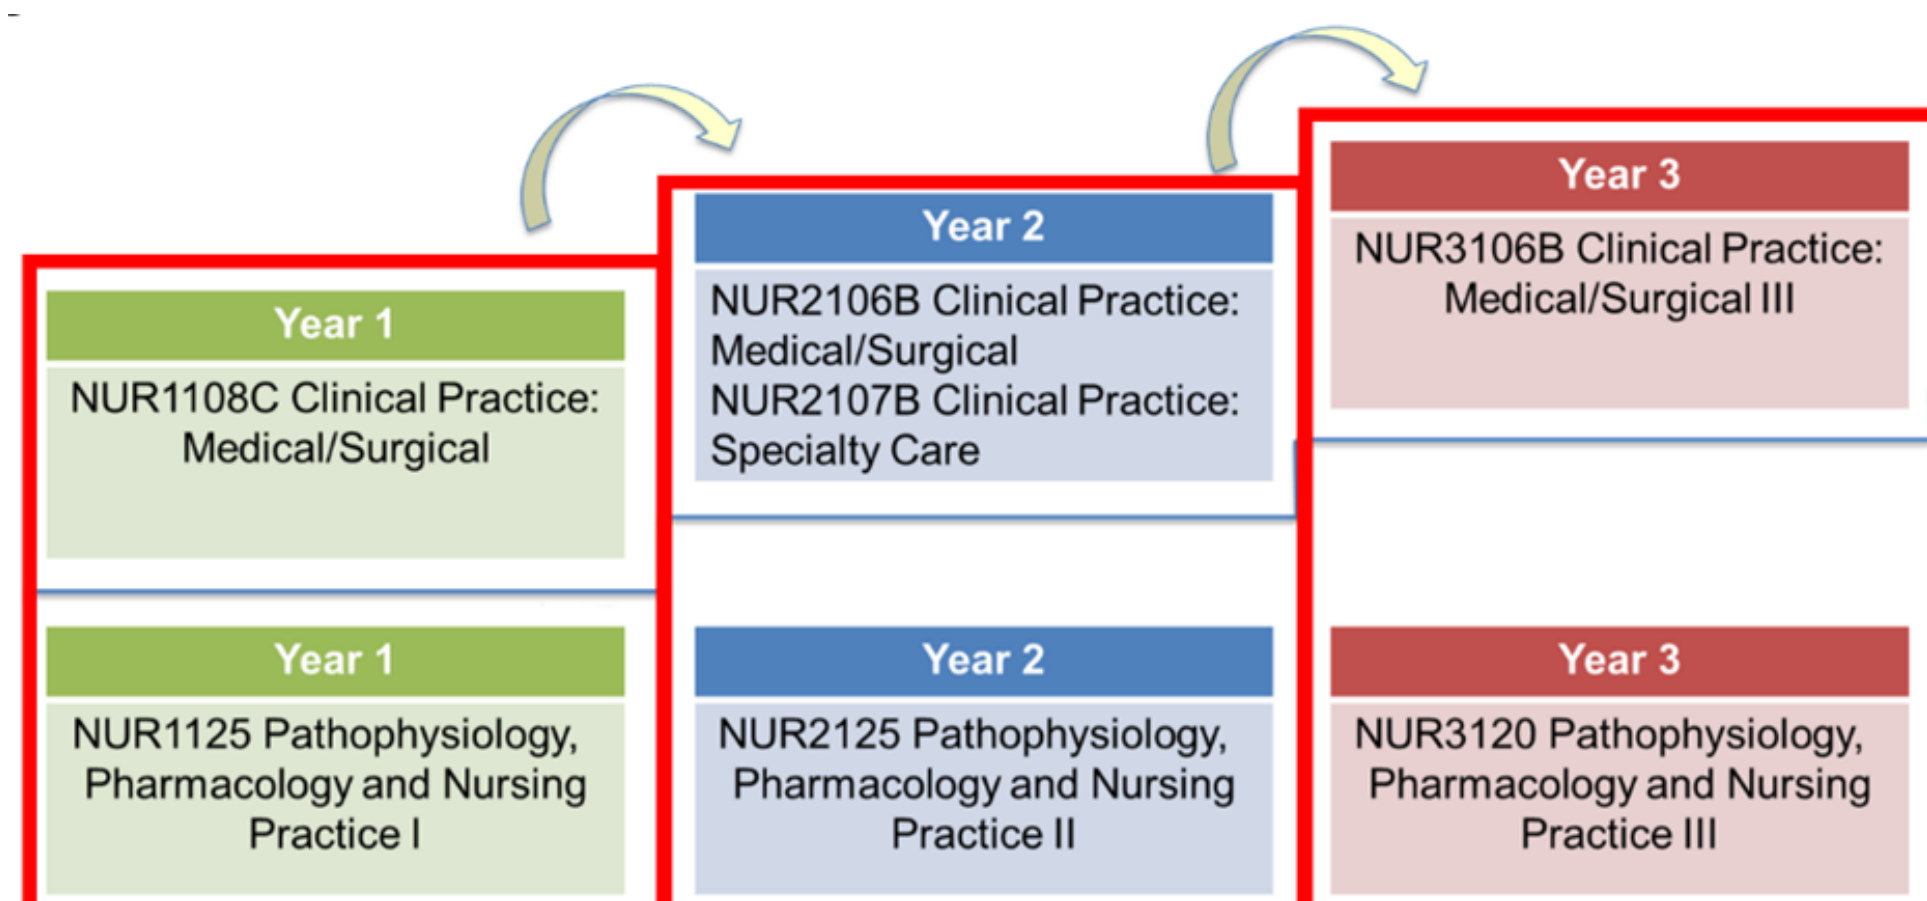 Year 1
NUR1108C Clinical Practice:
Medical/Surgical
Year 2
NUR2106B Clinical Practice:
Medical/Surgical
NUR2107B Clinical Practice:
Specialty Care
Year 3
NUR3106B Clinical Practice:
Medical/Surgical III
Year 1
NUR1125 Pathophysiology,
Pharmacology and Nursing
Practice I
Year 2
NUR2125 Pathophysiology,
Pharmacology and Nursing
Practice II
Year 3
NUR3120 Pathophysiology,
Pharmacology and Nursing
Practice III